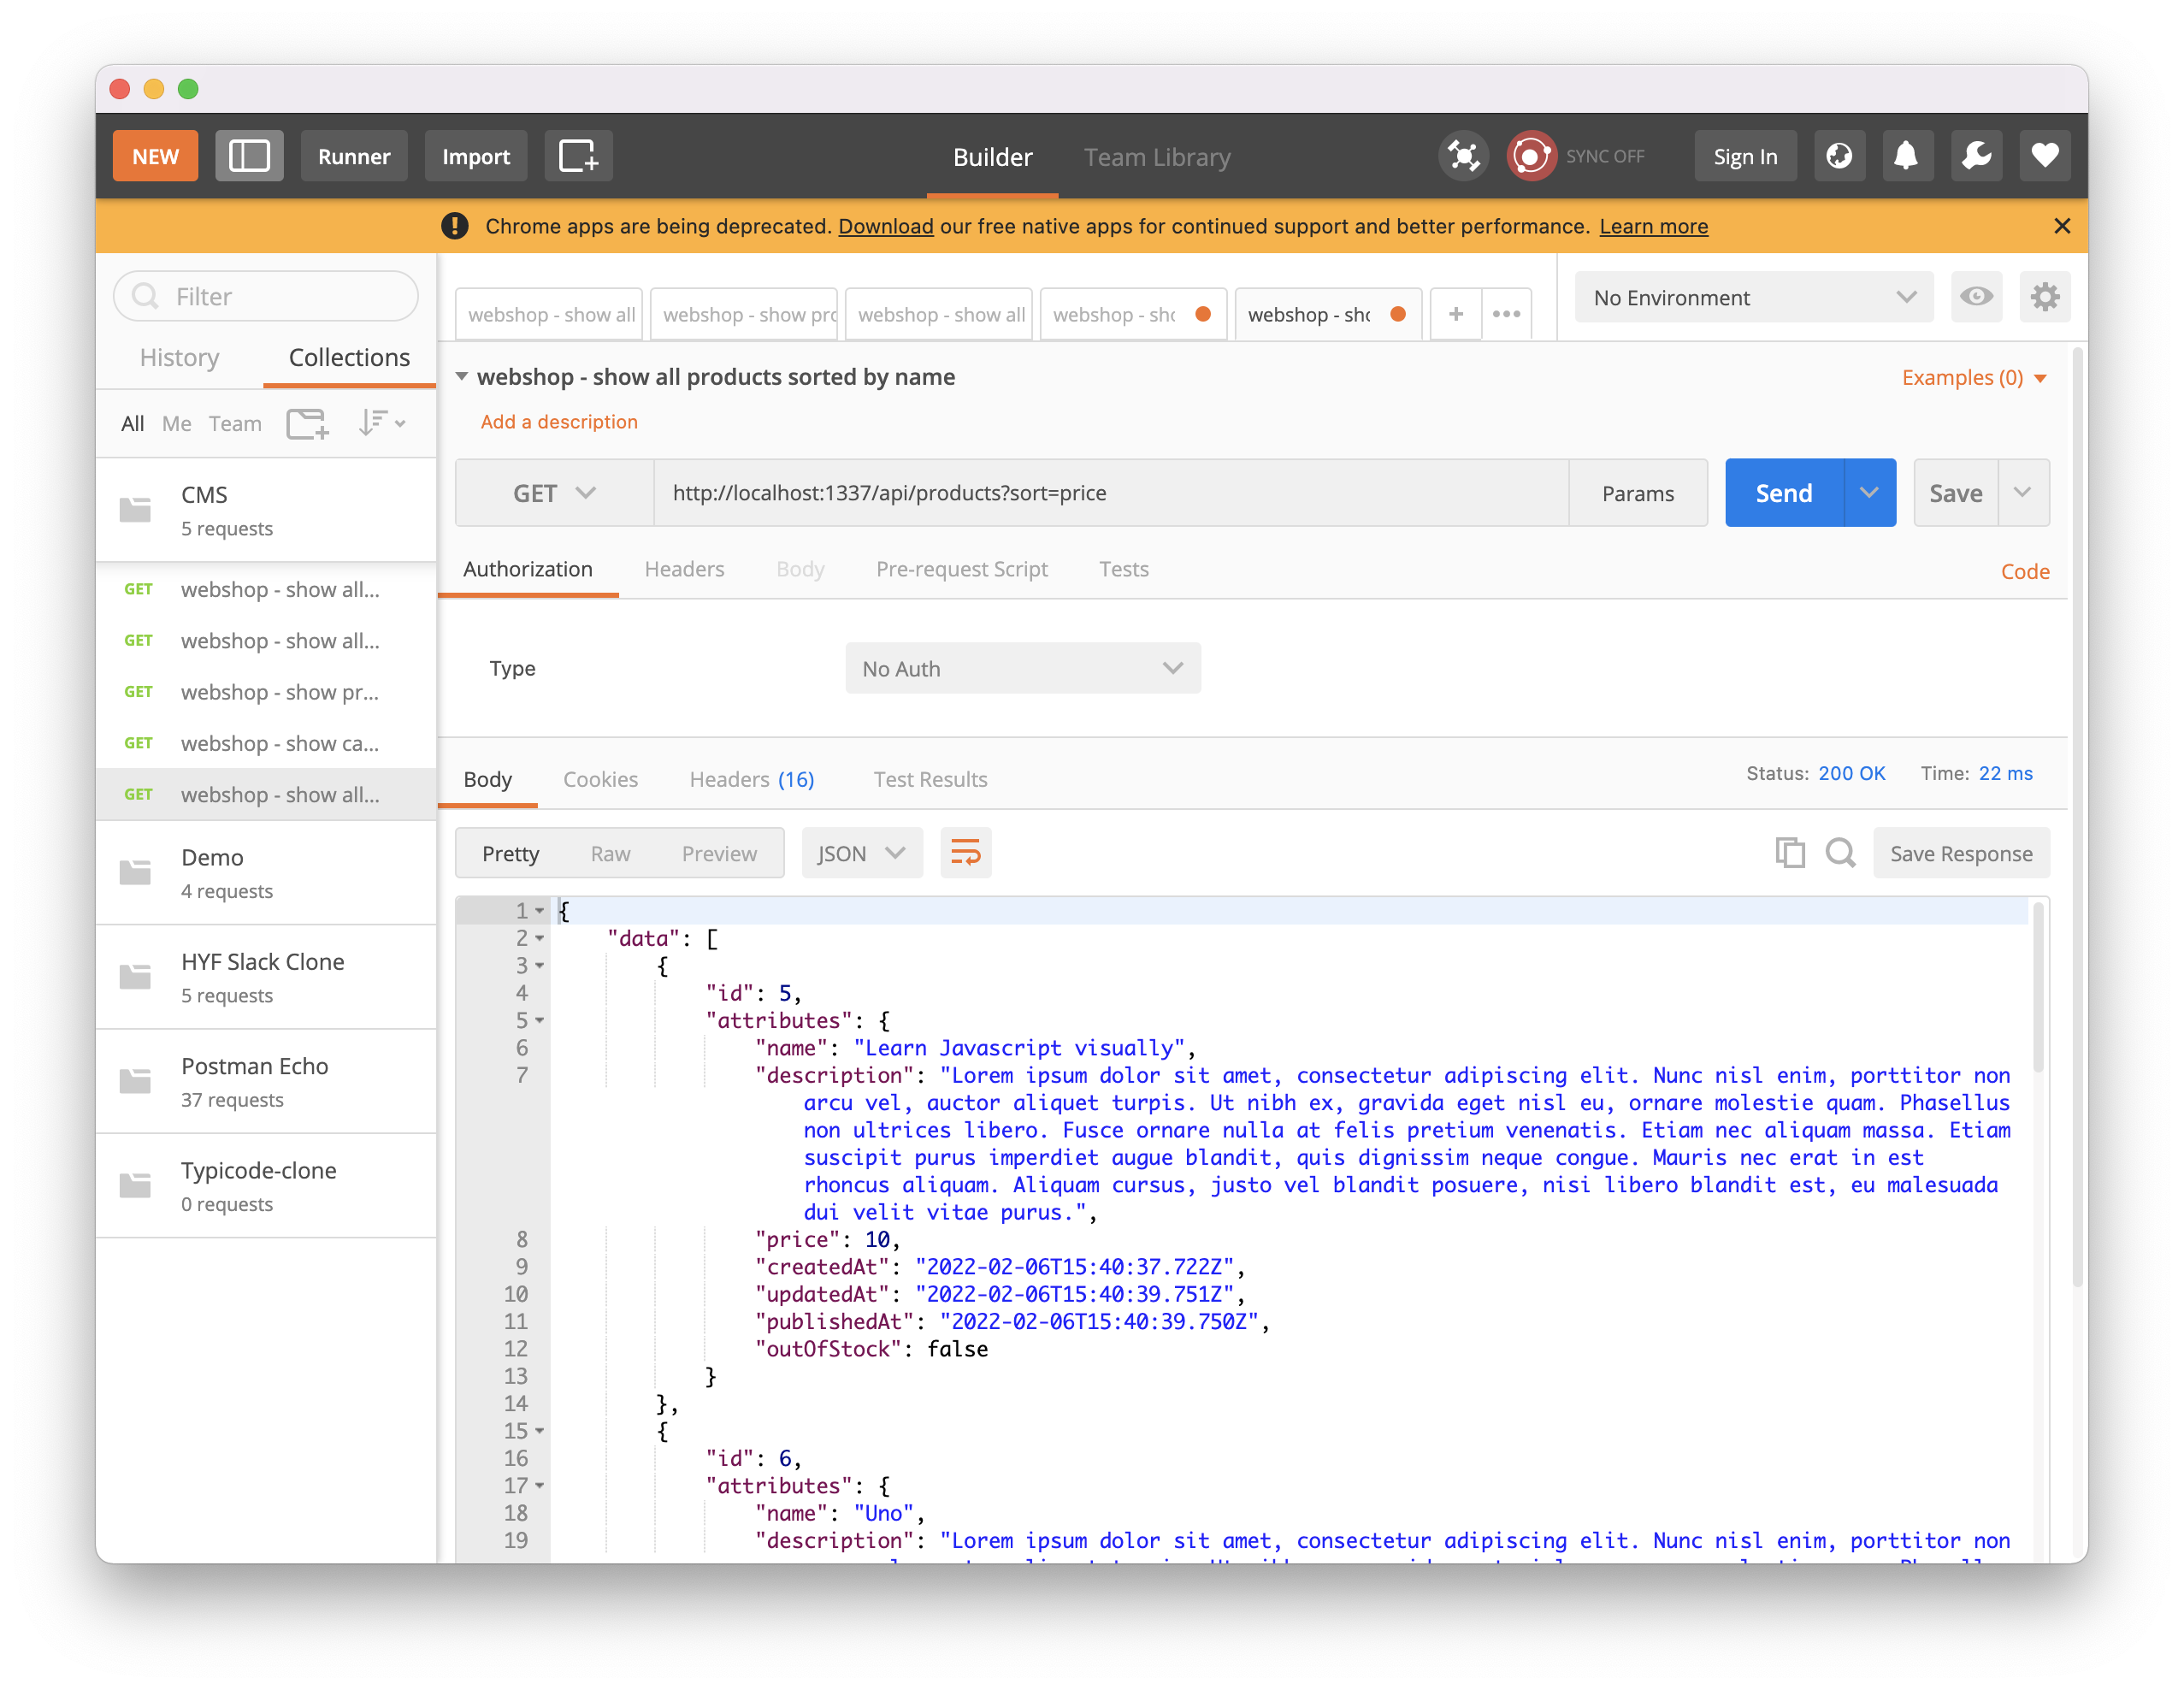 NEW
Runner
Import
Builder
Team Library
SYNC OFF
Sign In
Chrome apps are being deprecated. Download our free native apps for continued support and better performance. Learn more
Filter
History
Collections
All
Me
Team
CMS
5 requests
GET webshop - show all...
GET webshop - show all...
GET webshop - show pr...
GET webshop - show ca...
GET webshop - show all...
Demo
4 requests
HYF Slack Clone
5 requests
Postman Echo
37 requests
Typicode-clone
0 requests
webshop - show all
webshop - show pro
webshop - show all
webshop - sho
webshop - sho
No Environment
webshop - show all products sorted by name
Examples (0)
Add a description
GET
http://localhost:1337/api/products?sort=price
Params
Send
Save
Authorization
Headers
Body
Pre-request Script
Tests
Code
Type
No Auth
Body
Cookies
Headers (16)
Test Results
Status: 200 OK
Time: 22 ms
Pretty
Raw
Preview
JSON
Save Response
1 {
2 "data": [
3 {
4 "id": 5,
5 "attributes": {
6 "name": "Learn Javascript visually",
7 "description": "Lorem ipsum dolor sit amet, consectetur adipiscing elit. Nunc nisl enim, porttitor non
arcu vel, auctor aliquet turpis. Ut nibh ex, gravida eget nisl eu, ornare molestie quam. Phasellus
non ultrices libero. Fusce ornare nulla at felis pretium venenatis. Etiam nec aliquam massa. Etiam
suscipit purus imperdiet augue blandit, quis dignissim neque congue. Mauris nec erat in est
rhoncus aliquam. Aliquam cursus, justo vel blandit posuere, nisi libero blandit est, eu malesuada
dui velit vitae purus.",
8 "price": 10,
9 "createdAt": "2022-02-06T15:40:37.722Z",
10 "updatedAt": "2022-02-06T15:40:39.751Z",
11 "publishedAt": "2022-02-06T15:40:39.750Z",
12 "outOfStock": false
13 }
14 },
15 {
16 "id": 6,
17 "attributes": {
18 "name": "Uno",
19 "description": "Lorem ipsum dolor sit amet, consectetur adipiscing elit. Nunc nisl enim, porttitor non